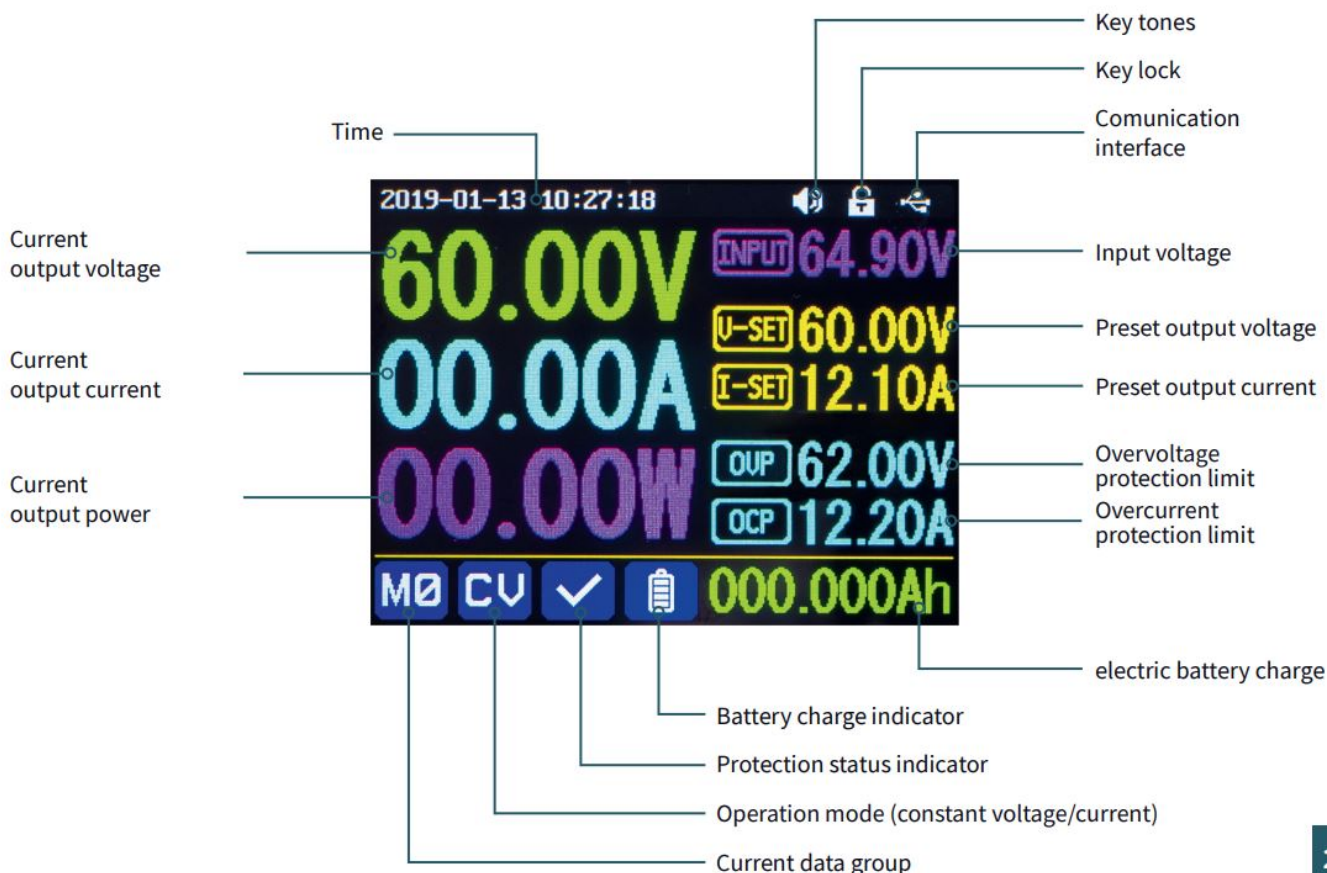 Key tones
Key lock
Comunication
interface
Time
2019-01-13 10:27:18
Current
output voltage
60.00V
INPUT 64.90V
Input voltage
V-SET 60.00V
Preset output voltage
Current
output current
00.00A
I-SET 12.10A
Preset output current
Current
output power
00.00W
OVP 62.00V
Overvoltage
protection limit
OCP 12.20A
Overcurrent
protection limit
M0 CV 000.000Ah
electric battery charge
Battery charge indicator
Protection status indicator
Operation mode (constant voltage/current)
Current data group